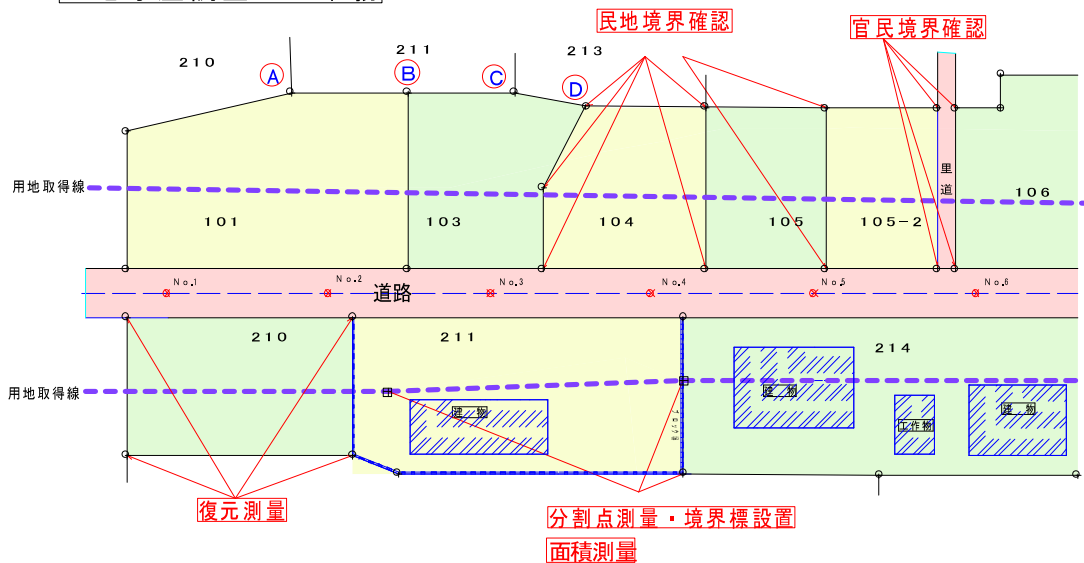 民地境界確認
官民境界確認
210
211
213
A
B
C
D
用地取得線
101
103
104
105
105-2
里道
106
No.1
No.2
No.3
No.4
No.5
No.6
道路
210
211
214
用地取得線
建物
建物
工作物
建物
復元測量
分割点測量・境界標設置
面積測量